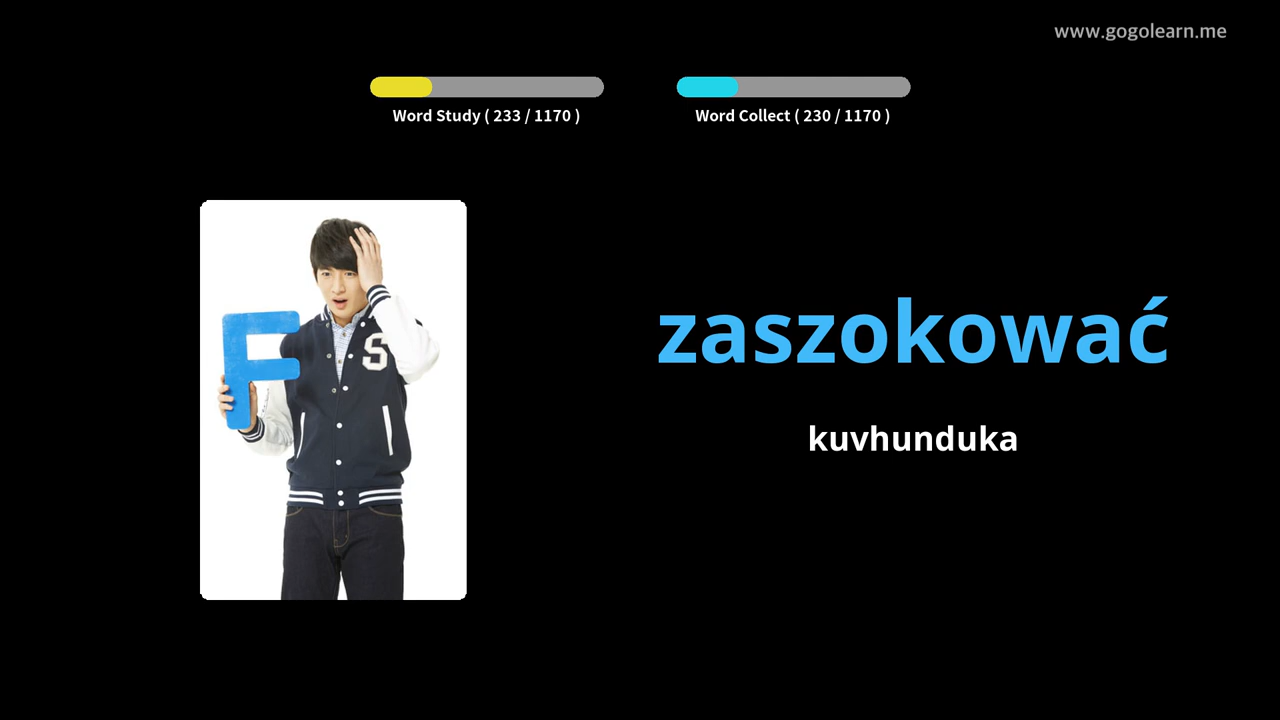 www.gogolearn.me
Word Study ( 233 / 1170 )
Word Collect ( 230 / 1170 )
F
S
zaszokować
kuvhunduka